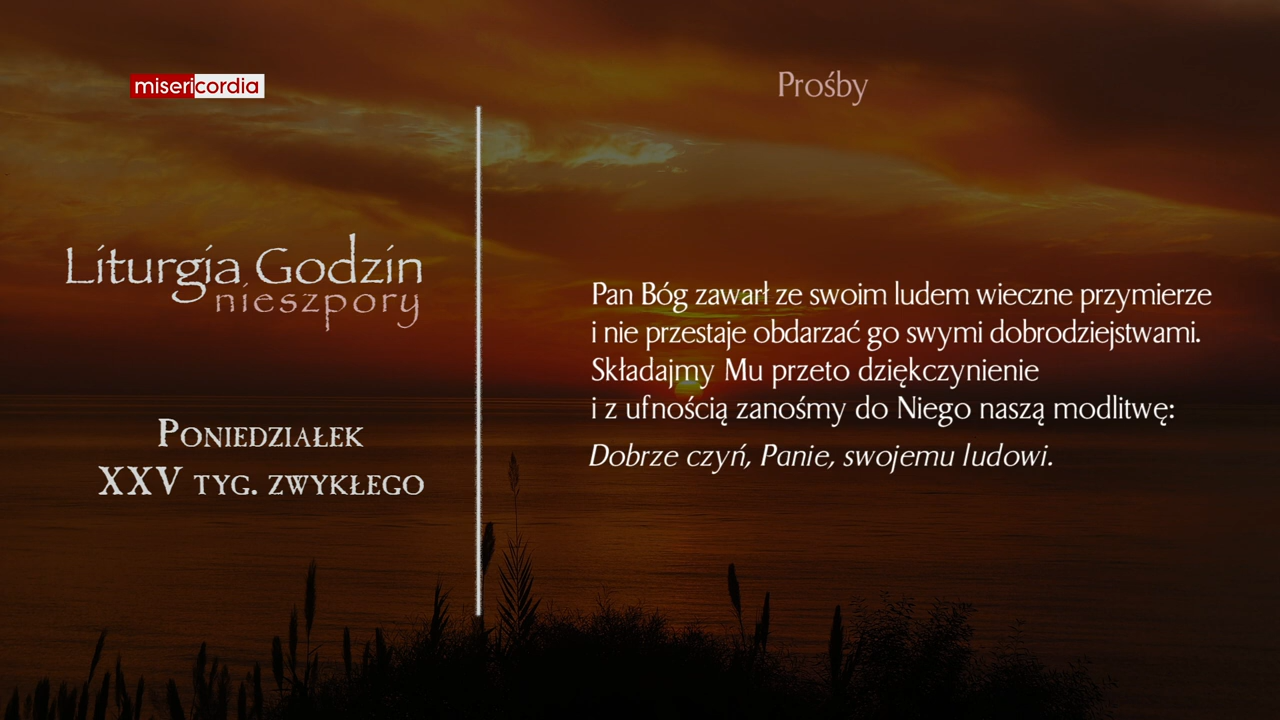 misericordia
Liturgia Godzin
nieszpory
Poniedziałek
XXV tyg. zwykłego
Prośby
Pan Bóg zawarł ze swoim ludem wieczne przymierze
i nie przestaje obdarzać go swymi dobrodziejstwami.
Składajmy Mu przeto dziękczynienie
i z ufnością zanośmy do Niego naszą modlitwę:
Dobrze czyń, Panie, swojemu ludowi.